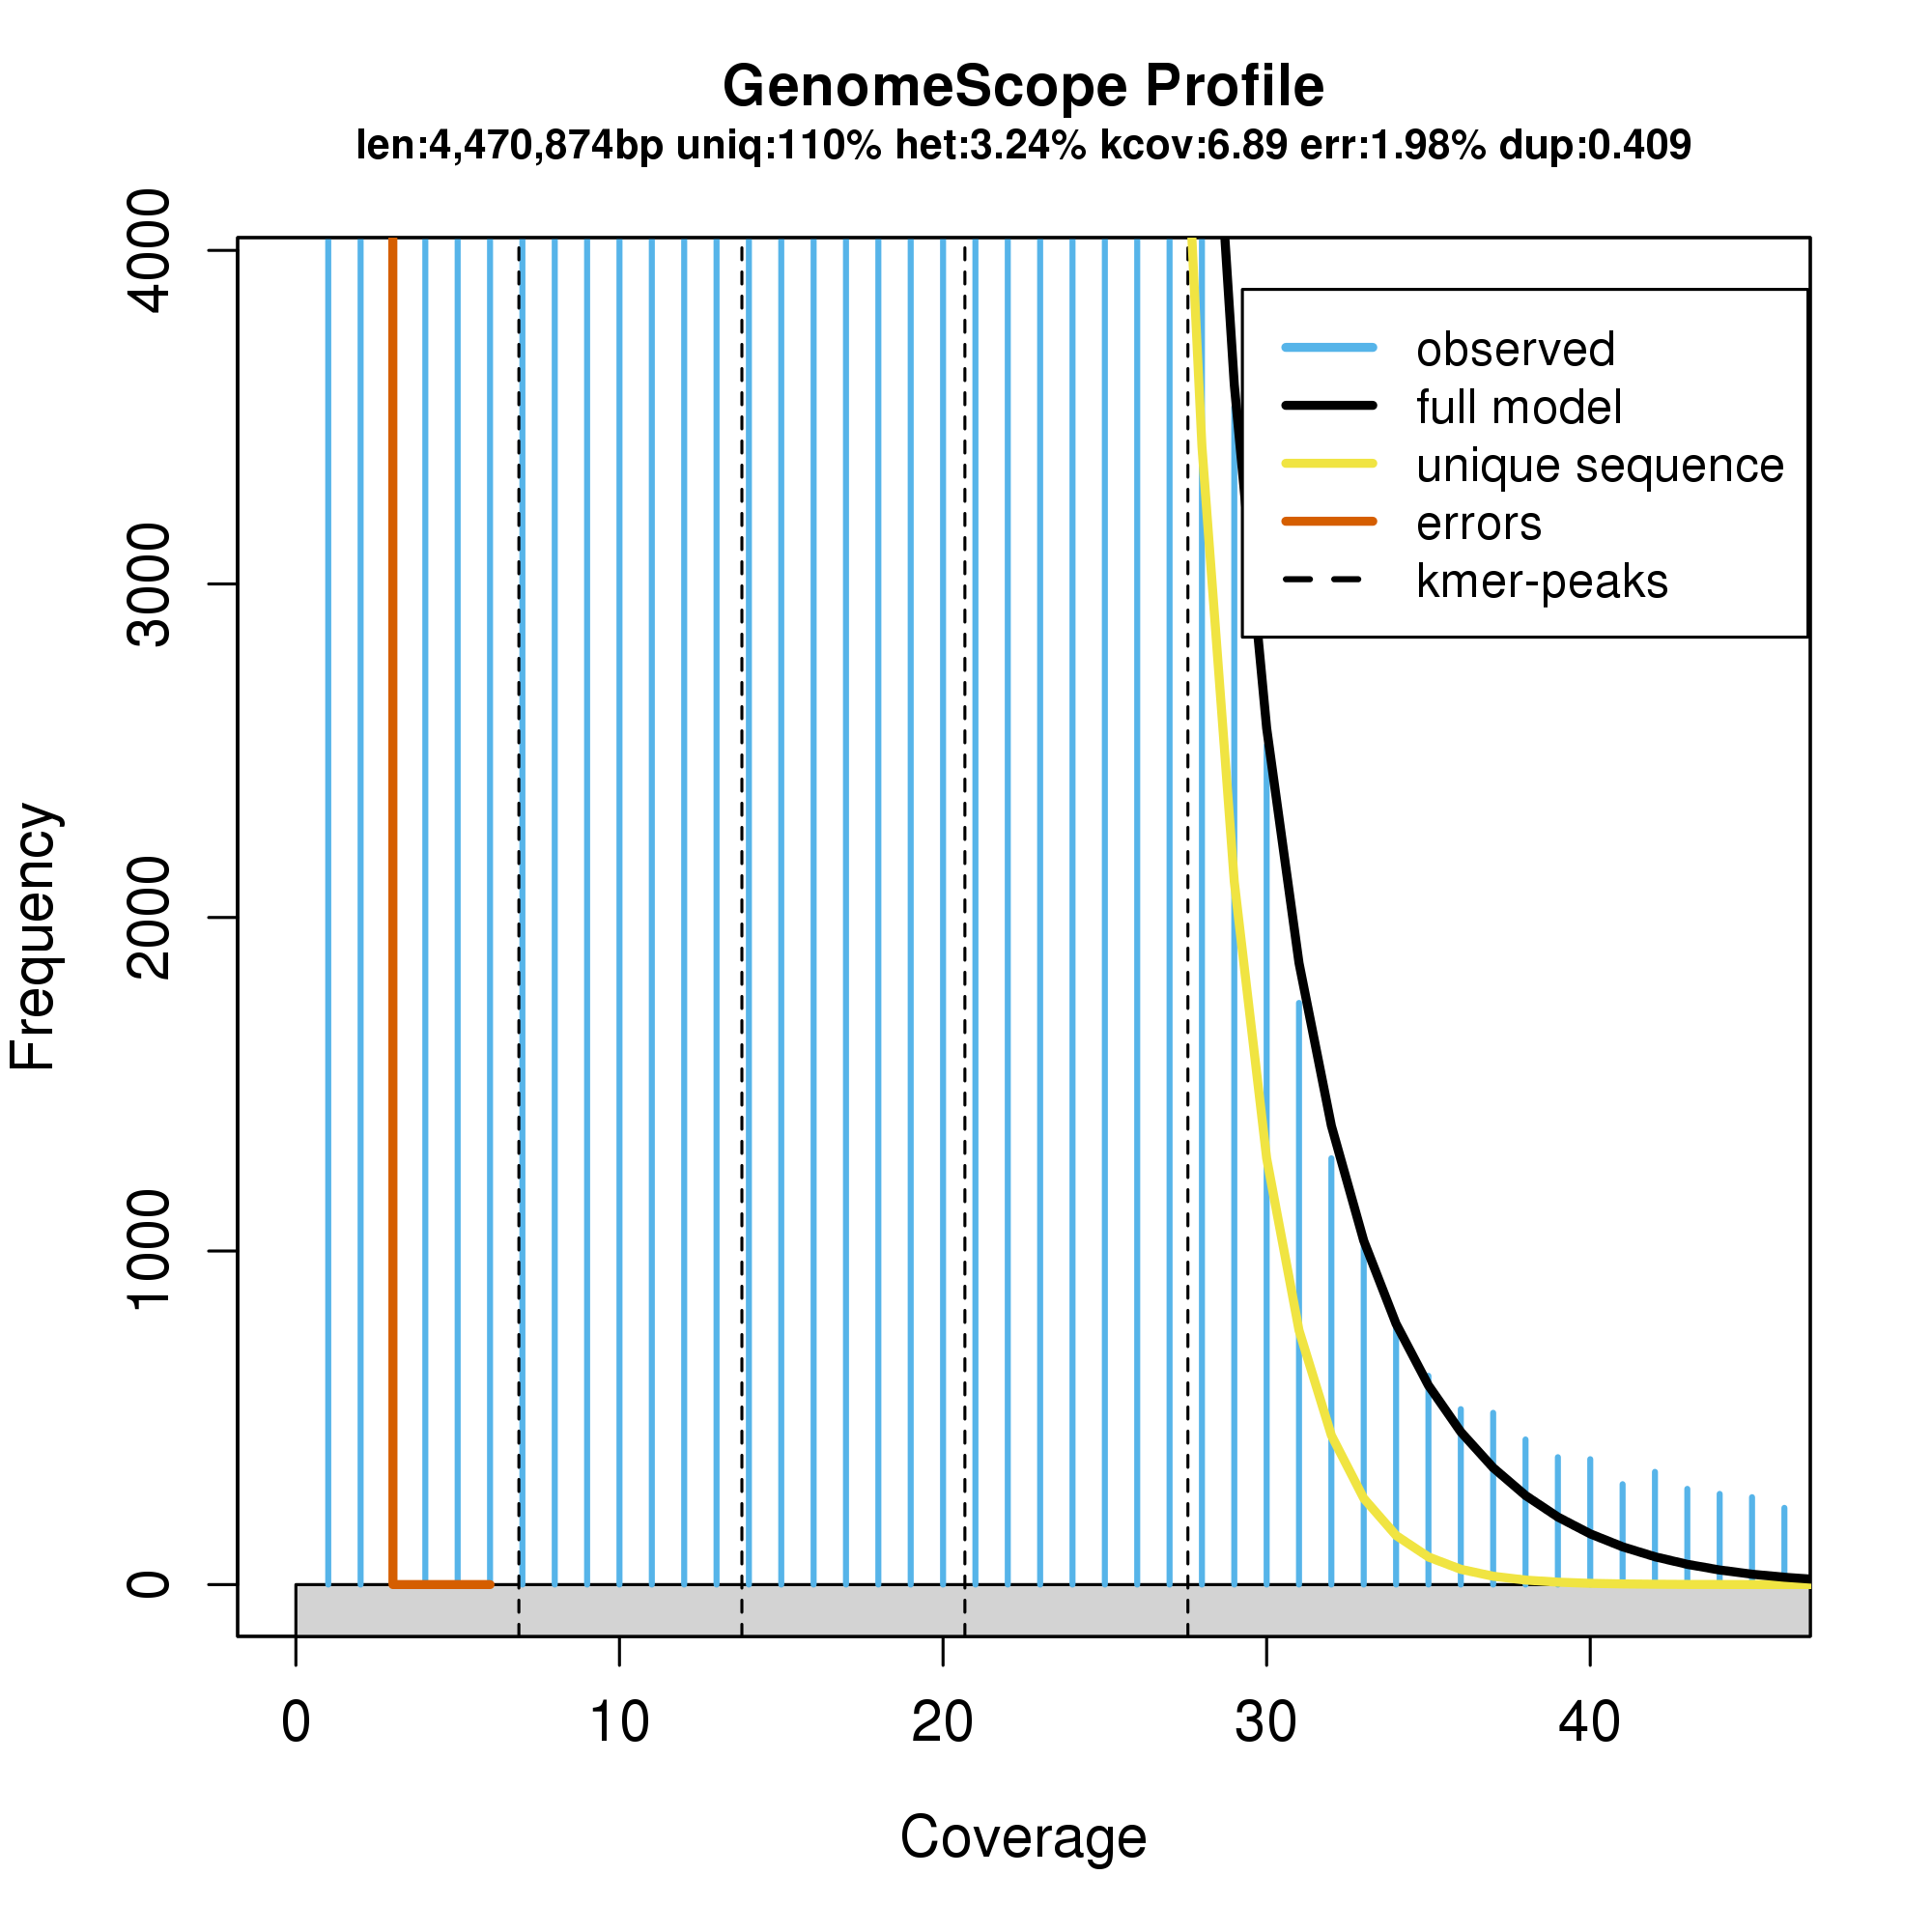 GenomeScope Profile
len:4,470,874bp uniq:110% het:3.24% kcov:6.89 err:1.98% dup:0.409
4000
3000
2000
1000
0
Frequency
observed
full model
unique sequence
errors
kmer-peaks
0 10 20 30 40
Coverage